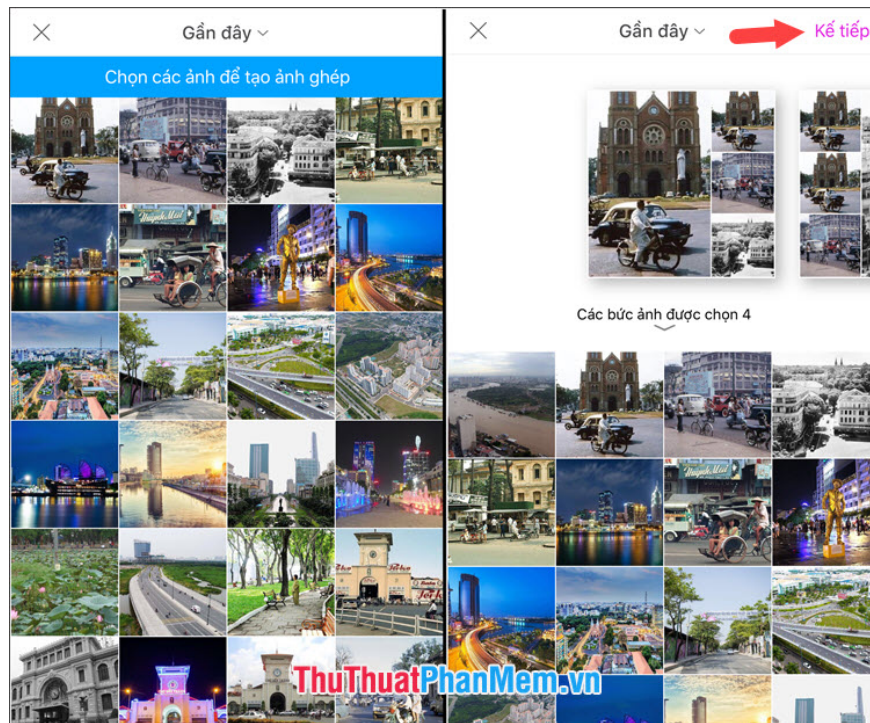 Gần đây
Chọn các ảnh để tạo ảnh ghép
Gần đây
Kế tiếp
Các bức ảnh được chọn 4
ThuThuatPhanMem.vn